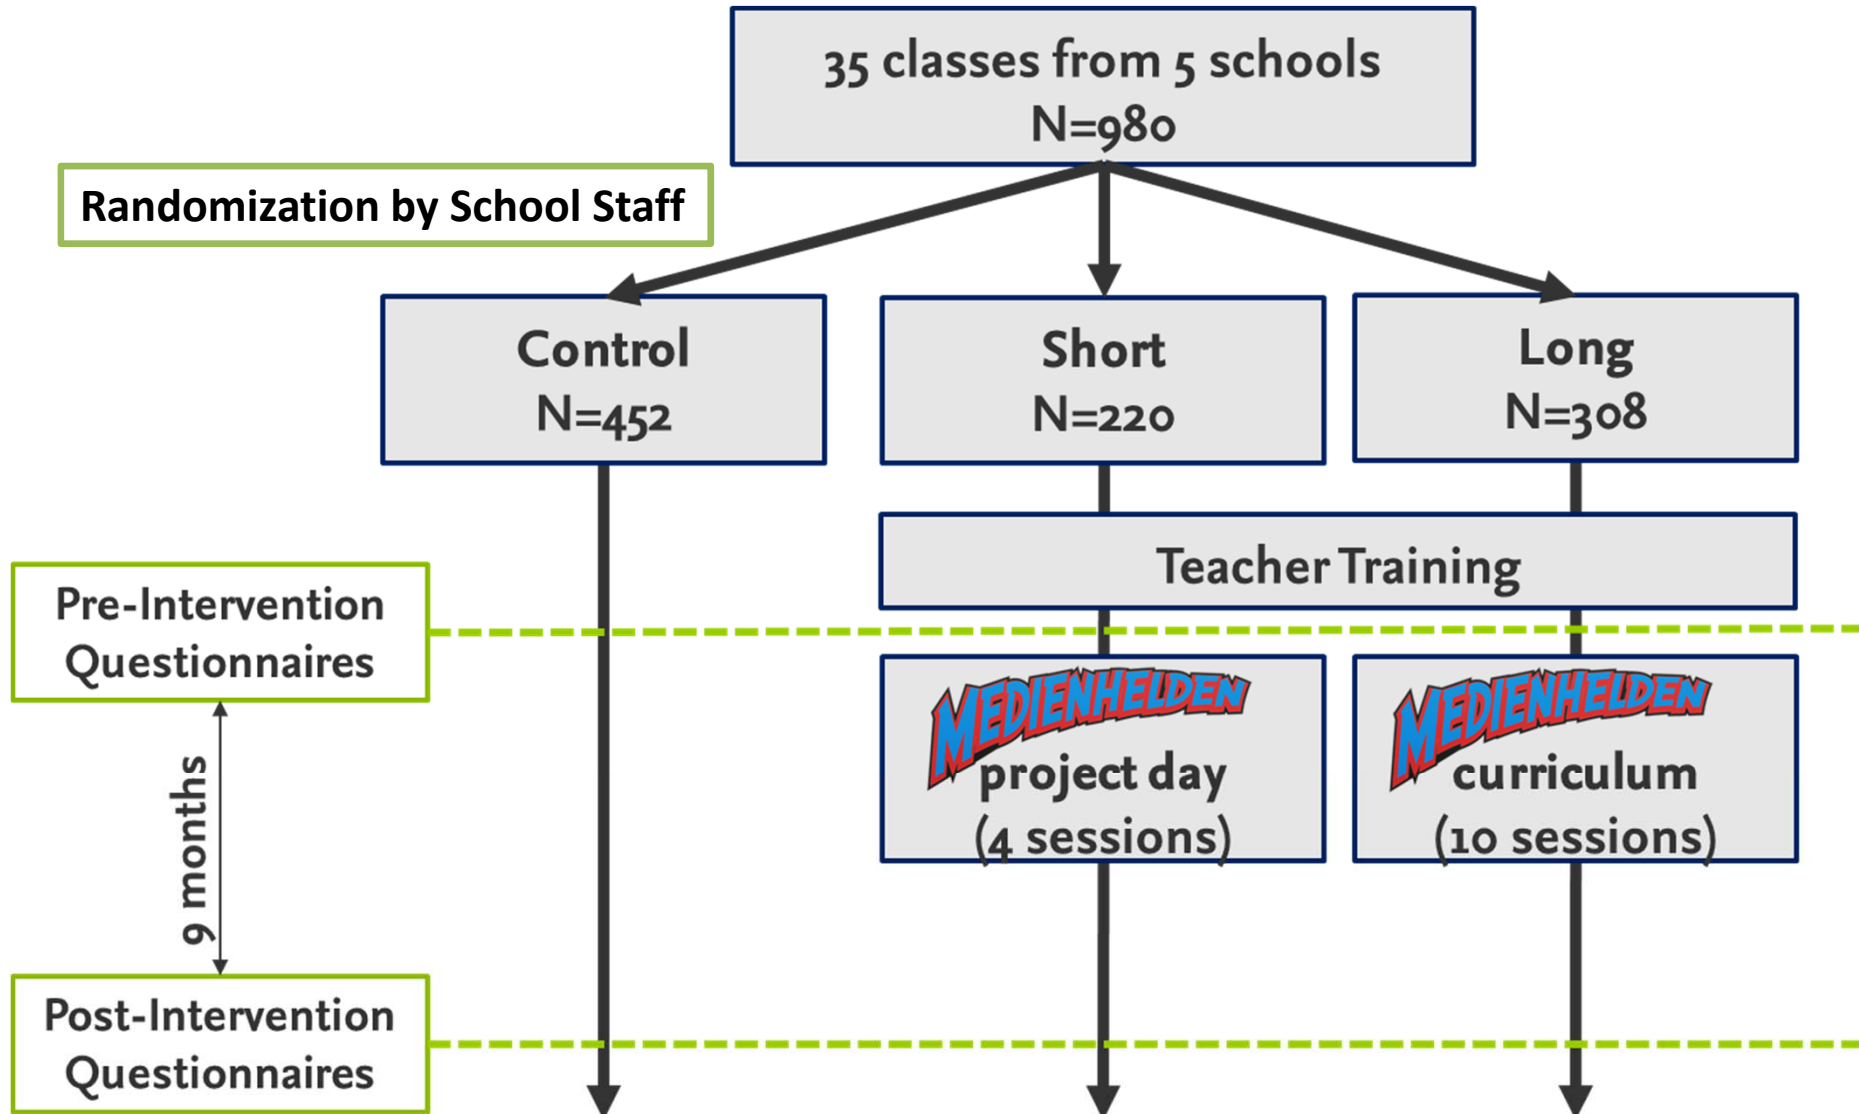 35 classes from 5 schools
N=980
Randomization by School Staff
Control
N=452
Short
N=220
Long
N=308
Teacher Training
Pre-Intervention
Questionnaires
MEDIENHELDEN
project day
(4 sessions)
MEDIENHELDEN
curriculum
(10 sessions)
9 months
Post-Intervention
Questionnaires